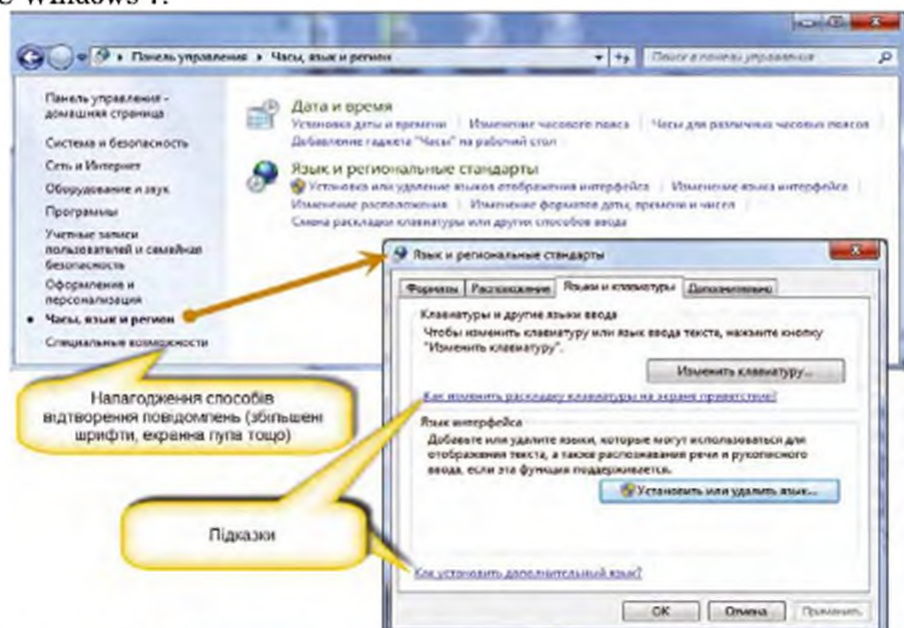 Windows 7.
Панель управления ▸ Часы, язык и регион
Поиск в панели управления
Панель управления -
домашняя страница
Система и безопасность
Сеть и Интернет
Оборудование и звук
Программы
Учетные записи
пользователей и семейная
безопасность
Оформление и
персонализация
Часы, язык и регион
Специальные возможности
Дата и время
Установка даты и времени | Изменение часового пояса | Часы для различных часовых поясов
Добавление гаджета "Часы" на рабочий стол
Язык и региональные стандарты
Установка или удаление языков отображения интерфейса | Изменение языка интерфейса
Изменение расположения | Изменение форматов даты, времени и чисел
Смена раскладки клавиатуры или других способов ввода
Язык и региональные стандарты
Форматы Расположение Языки и клавиатуры Дополнительно
Клавиатуры и другие языки ввода
Чтобы изменить клавиатуру или язык ввода текста, нажмите кнопку
"Изменить клавиатуру".
Изменить клавиатуру...
Как изменить раскладку клавиатуры на экране приветствия?
Язык интерфейса
Добавьте или удалите языки, которые могут использоваться для
отображения текста, а также распознавания речи и рукописного
ввода, если эта функция поддерживается.
Установить или удалить язык...
Как установить дополнительный язык?
OK Отмена Применить
Налагодження способів
відтворення повідомлень (збільшені
шрифти, екранна лупа тощо)
Підказки